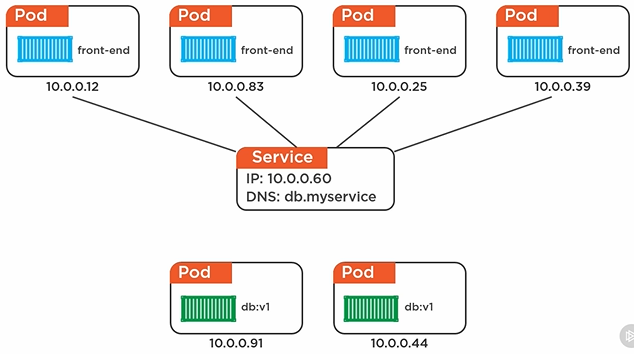 Pod
front-end
10.0.0.12
Pod
front-end
10.0.0.83
Pod
front-end
10.0.0.25
Pod
front-end
10.0.0.39
Service
IP: 10.0.0.60
DNS: db.myservice
Pod
db:v1
10.0.0.91
Pod
db:v1
10.0.0.44